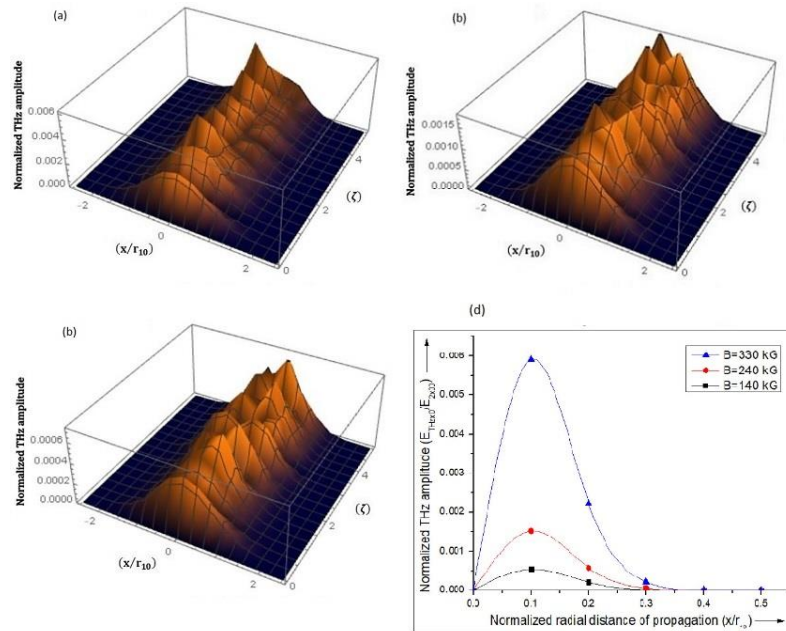 (a)
Normalized THz amplitude
0.006
0.004
0.002
0.000
-2
0
2
(x/r10)
0
2
4
(ζ)
(b)
Normalized THz amplitude
0.0015
0.0010
0.0005
0.0000
-2
0
2
(x/r10)
0
2
4
(ζ)
(b)
Normalized THz amplitude
0.0006
0.0004
0.0002
0.0000
-2
0
2
(x/r10)
0
2
4
(ζ)
(d)
Normalized THz amplitude
0.006
0.005
0.004
0.003
0.002
0.001
0.000
B=330 kG
B=240 kG
B=140 kG
0.1
0.2
0.3
0.4
0.5
Normalized radial distance of propagation